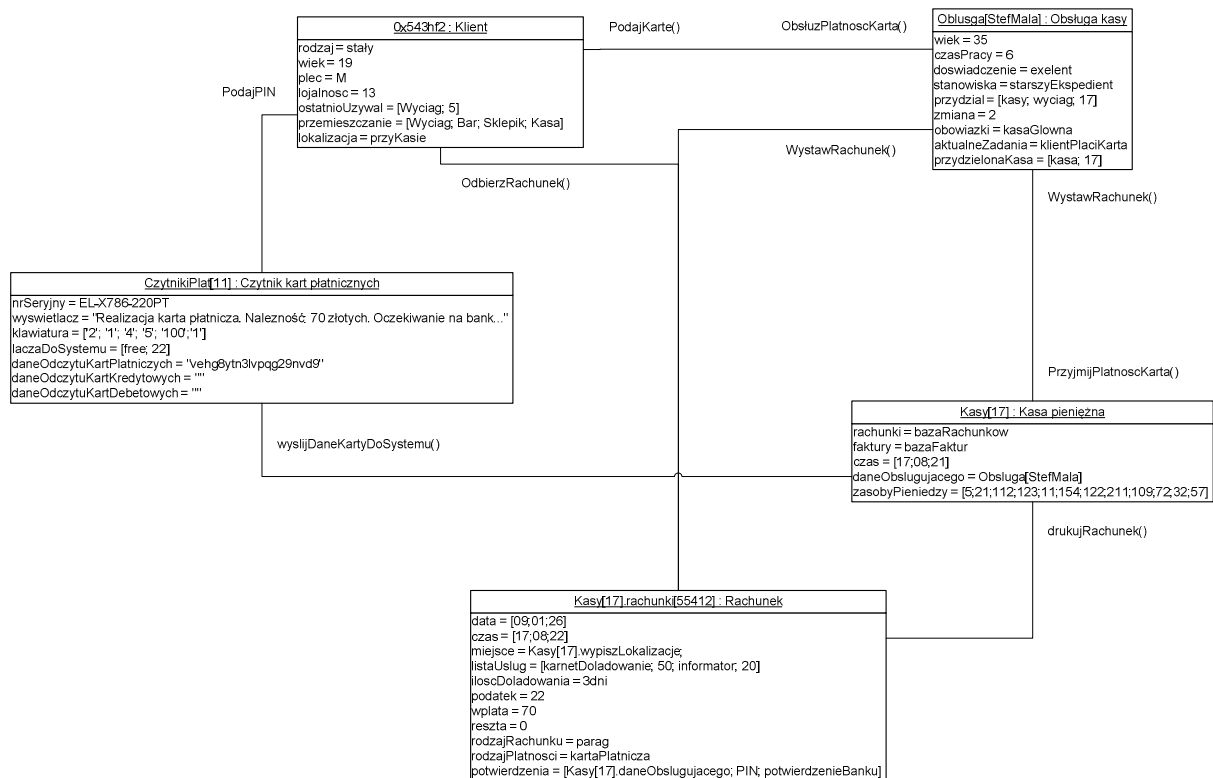 0x543hf2 : Klient
rodzaj = stały
wiek = 19
plec = M
lojalnosc = 13
ostatnioUzywal = [Wyciag; 5]
przemieszczanie = [Wyciag; Bar; Sklepik; Kasa]
lokalizacja = przyKasie
PodajKarte()
ObsłuzPlatnoscKarta()
Oblusga[StefMala] : Obsługa kasy
wiek = 35
czasPracy = 6
doswiadczenie = exelent
stanowiska = starszyEkspedient
przydzial = [kasy; wyciag; 17]
zmiana = 2
obowiazki = kasaGlowna
aktualneZadania = klientPlaciKarta
przydzielonaKasa = [kasa; 17]
PodajPIN
WystawRachunek()
OdbierzRachunek()
WystawRachunek()
CzytnikiPlat[11] : Czytnik kart płatnicznych
nrSeryjny = EL-X786-220PT
wyswietlacz = "Realizacja karta płatnicza. Należność: 70 złotych. Oczekiwanie na bank..."
klawiatura = ['2'; '1'; '4'; '5'; '100';'1']
laczaDoSystemu = [free; 22]
daneOdczytuKartPlatniczych = "vehg8ytn3lvpqg29nvd9"
daneOdczytuKartKredytowych = ""
daneOdczytuKartDebetowych = ""
PrzyjmijPlatnoscKarta()
Kasy[17] : Kasa pieniężna
rachunki = bazaRachunkow
faktury = bazaFaktur
czas = [17;08;21]
daneObslugujacego = Obsluga[StefMala]
zasobyPieniedzy = [5;21;112;123;11;154;122;211;109;72;32;57]
wyslijDaneKartyDoSystemu()
drukujRachunek()
Kasy[17].rachunki[55412] : Rachunek
data = [09;01;26]
czas = [17;08;22]
miejsce = Kasy[17].wypiszLokalizacje;
listaUslug = [karnetDoladowanie; 50; informator; 20]
iloscDoladowania = 3dni
podatek = 22
wplata = 70
reszta = 0
rodzajRachunku = parag
rodzajPlatnosci = kartaPlatnicza
potwierdzenia = [Kasy[17].daneObslugujacego; PIN; potwierdzenieBanku]